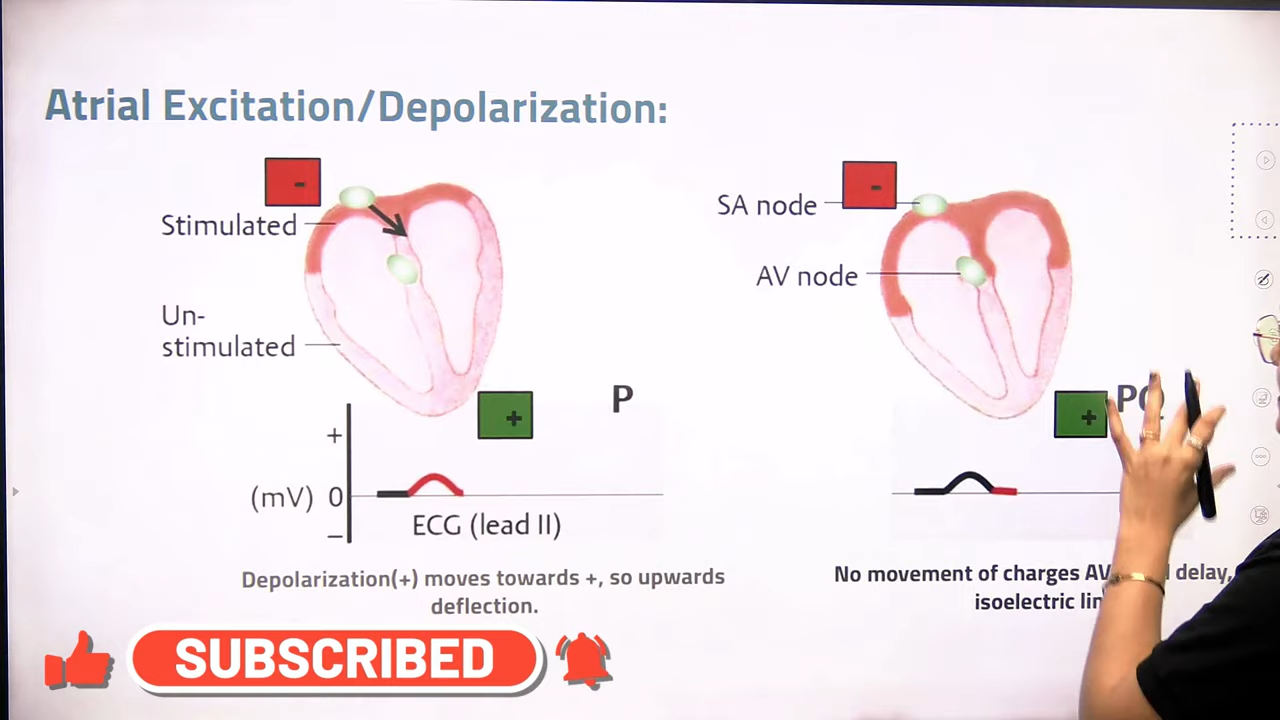 Atrial Excitation/Depolarization:
-
Stimulated
Un-
stimulated
+
P
+
(mV) 0
−
ECG (lead II)
Depolarization(+) moves towards +, so upwards
deflection.
-
SA node
AV node
+
No movement of charges AV delay,
isoelectric
SUBSCRIBED